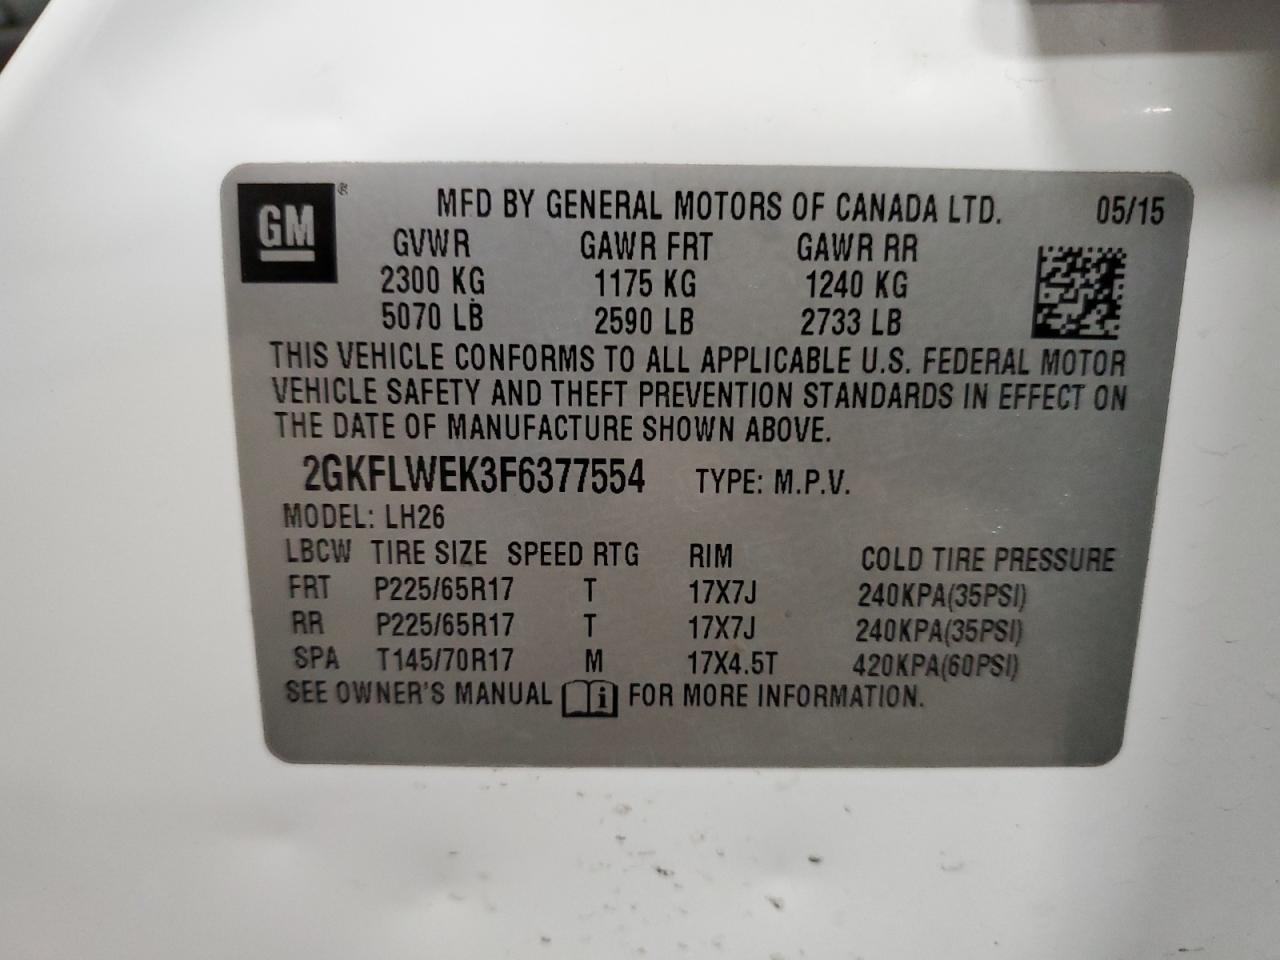 GM ®
MFD BY GENERAL MOTORS OF CANADA LTD. 05/15
GVWR GAWR FRT GAWR RR
2300 KG 1175 KG 1240 KG
5070 LB 2590 LB 2733 LB
THIS VEHICLE CONFORMS TO ALL APPLICABLE U.S. FEDERAL MOTOR
VEHICLE SAFETY AND THEFT PREVENTION STANDARDS IN EFFECT ON
THE DATE OF MANUFACTURE SHOWN ABOVE.
2GKFLWEK3F6377554 TYPE: M.P.V.
MODEL: LH26
LBCW TIRE SIZE SPEED RTG RIM COLD TIRE PRESSURE
FRT P225/65R17 T 17X7J 240KPA(35PSI)
RR P225/65R17 T 17X7J 240KPA(35PSI)
SPA T145/70R17 M 17X4.5T 420KPA(60PSI)
SEE OWNER'S MANUAL i FOR MORE INFORMATION.